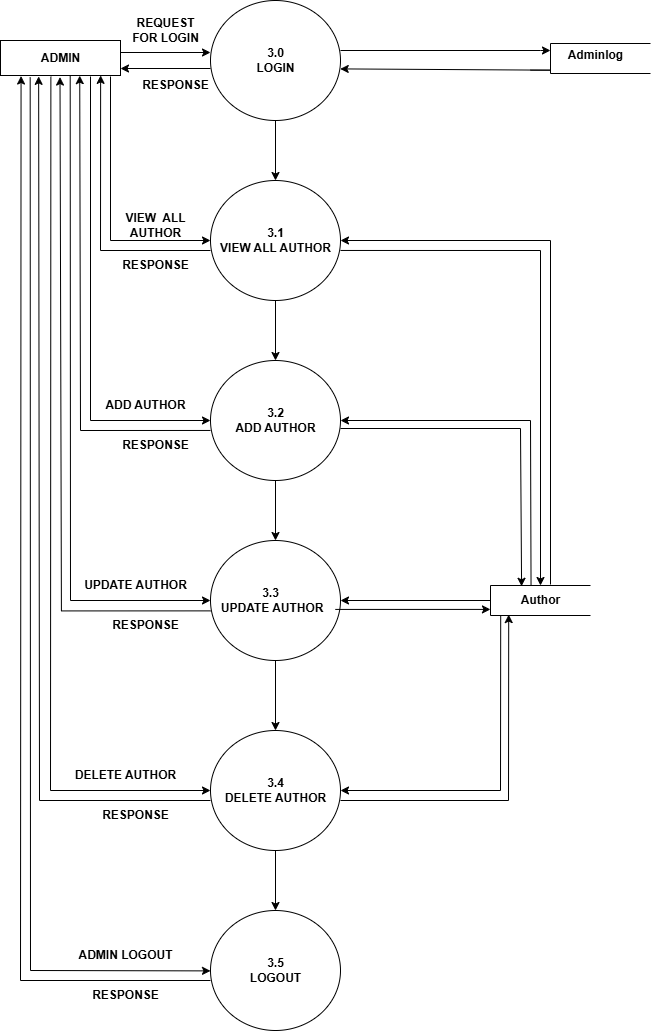 REQUEST
FOR LOGIN
3.0
LOGIN
ADMIN
Adminlog
RESPONSE
VIEW ALL
AUTHOR
3.1
VIEW ALL AUTHOR
RESPONSE
ADD AUTHOR
3.2
ADD AUTHOR
RESPONSE
UPDATE AUTHOR
3.3
UPDATE AUTHOR
Author
RESPONSE
DELETE AUTHOR
3.4
DELETE AUTHOR
RESPONSE
ADMIN LOGOUT
3.5
LOGOUT
RESPONSE